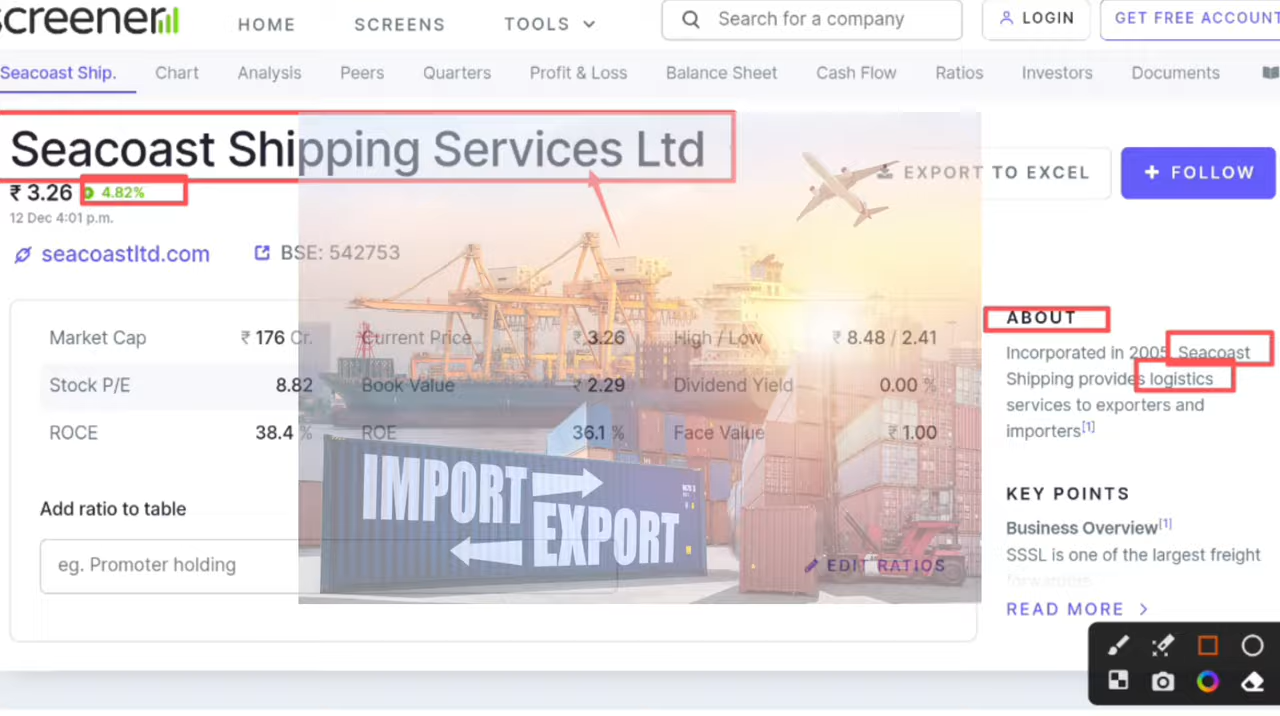 screener
HOME SCREENS TOOLS
Search for a company
LOGIN
GET FREE ACCOUNT
Seacoast Ship. Chart Analysis Peers Quarters Profit & Loss Balance Sheet Cash Flow Ratios Investors Documents
Seacoast Shipping Services Ltd
EXPORT TO EXCEL
+ FOLLOW
₹ 3.26 4.82%
12 Dec 4:01 p.m.
seacoastltd.com BSE: 542753
Market Cap ₹ 176 Cr. Current Price ₹ 3.26 High / Low ₹ 8.48 / 2.41
Stock P/E 8.82 Book Value ₹ 2.29 Dividend Yield 0.00 %
ROCE 38.4 % ROE 36.1 % Face Value ₹ 1.00
IMPORT
EXPORT
Add ratio to table
eg. Promoter holding
EDIT RATIOS
ABOUT
Incorporated in 2005, Seacoast
Shipping provides logistics
services to exporters and
importers[1]
KEY POINTS
Business Overview[1]
SSSL is one of the largest freight
forwarders
READ MORE >